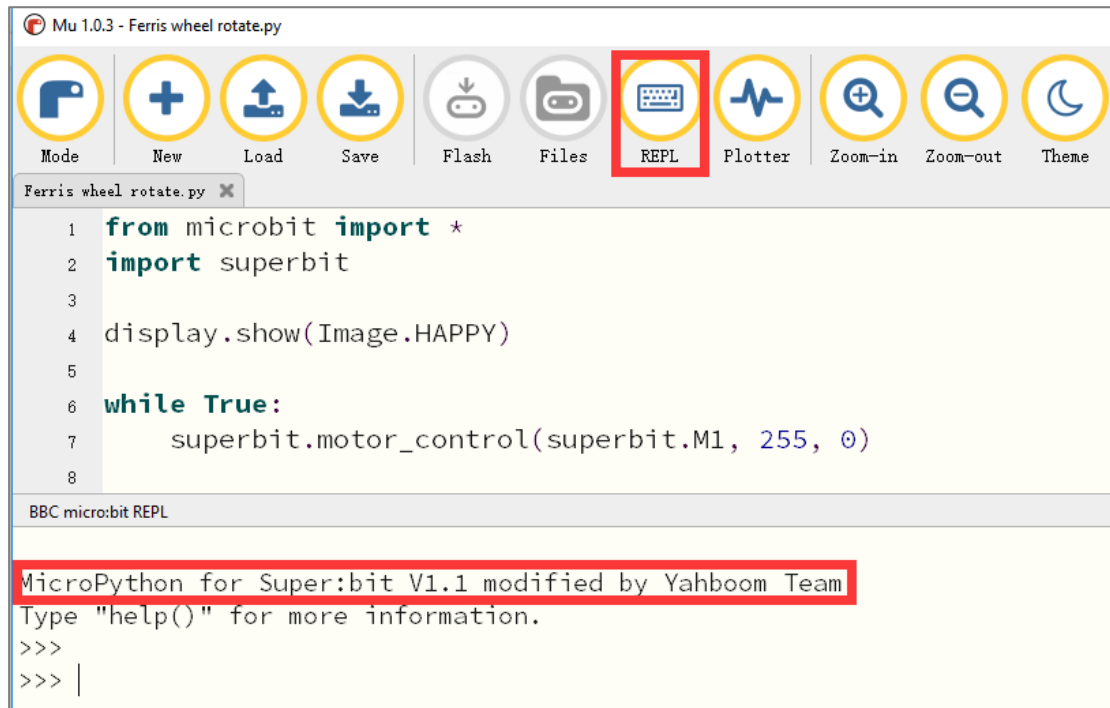 Mu 1.0.3 - Ferris wheel rotate.py
Mode New Load Save Flash Files REPL Plotter Zoom-in Zoom-out Theme
Ferris wheel rotate.py
1 from microbit import *
2 import superbit
3
4 display.show(Image.HAPPY)
5
6 while True:
7     superbit.motor_control(superbit.M1, 255, 0)
8
BBC micro:bit REPL
MicroPython for Super:bit V1.1 modified by Yahboom Team
Type "help()" for more information.
>>>
>>>